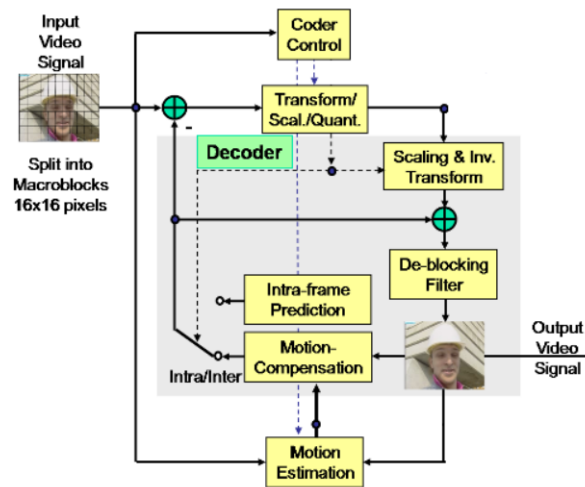 Input
Video
Signal
Coder
Control
Transform/
Scal./Quant.
-
Split into
Macroblocks
16x16 pixels
Decoder
Scaling & Inv.
Transform
De-blocking
Filter
Intra-frame
Prediction
Output
Video
Signal
Motion-
Compensation
Intra/Inter
Motion
Estimation